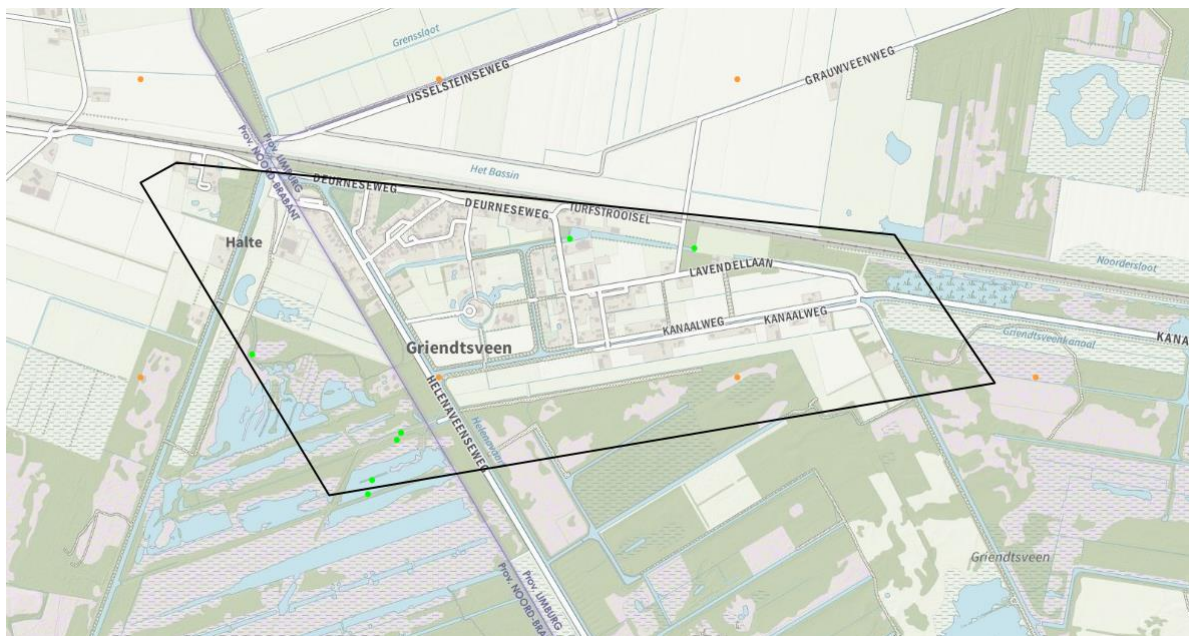 Grenssloot
IJSSELSTEINSEWEG
GRAUWVEENWEG
Prov. LIMBURG
Prov. NOORD-BRABANT
Het Bassin
DEURNESEWEG
DEURNESEWEG
TURFSTROOISEL
Halte
LAVENDELLAAN
Noordersloot
KANAALWEG
KANAALWEG
Griendtsveenkanaal
KANA
Griendtsveen
HELENAVEENSEWEG
Griendtsveen
Prov. LIMBURG
Prov. NOORD-BRA